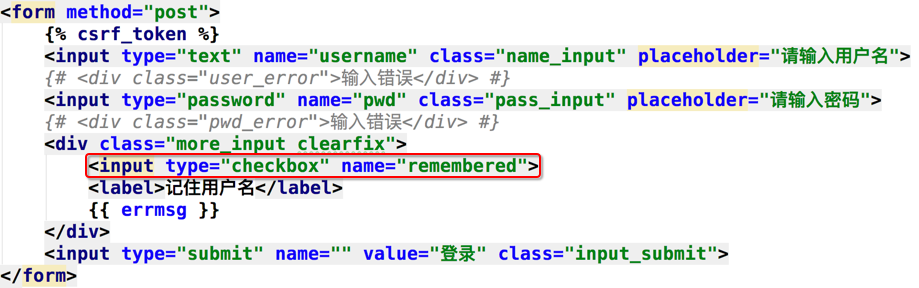 <form method="post">
{% csrf_token %}
<input type="text" name="username" class="name_input" placeholder="请输入用户名">
{# <div class="user_error">输入错误</div> #}
<input type="password" name="pwd" class="pass_input" placeholder="请输入密码">
{# <div class="pwd_error">输入错误</div> #}
<div class="more_input clearfix">
<input type="checkbox" name="remembered">
<label>记住用户名</label>
{{ errmsg }}
</div>
<input type="submit" name="" value="登录" class="input_submit">
</form>